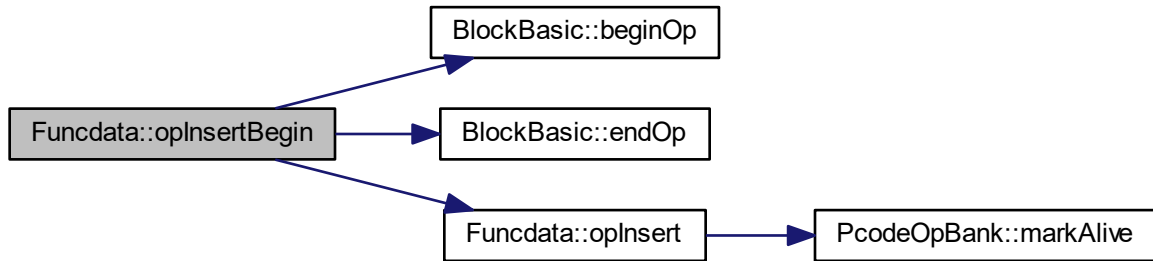 BlockBasic::beginOp
Funcdata::opInsertBegin
BlockBasic::endOp
Funcdata::opInsert
PcodeOpBank::markAlive